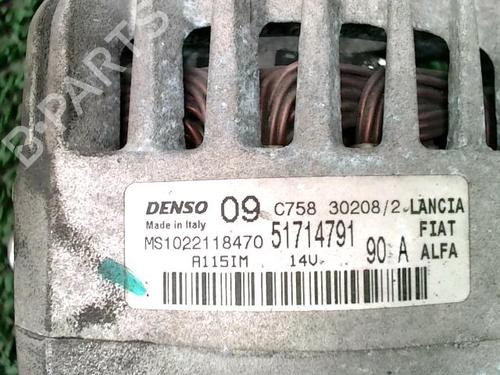 B-PARTS
DENSO 09 C758 30208/2 LANCIA
Made in Italy FIAT
MS1022118470 51714791 90 A ALFA
A115IM 14V